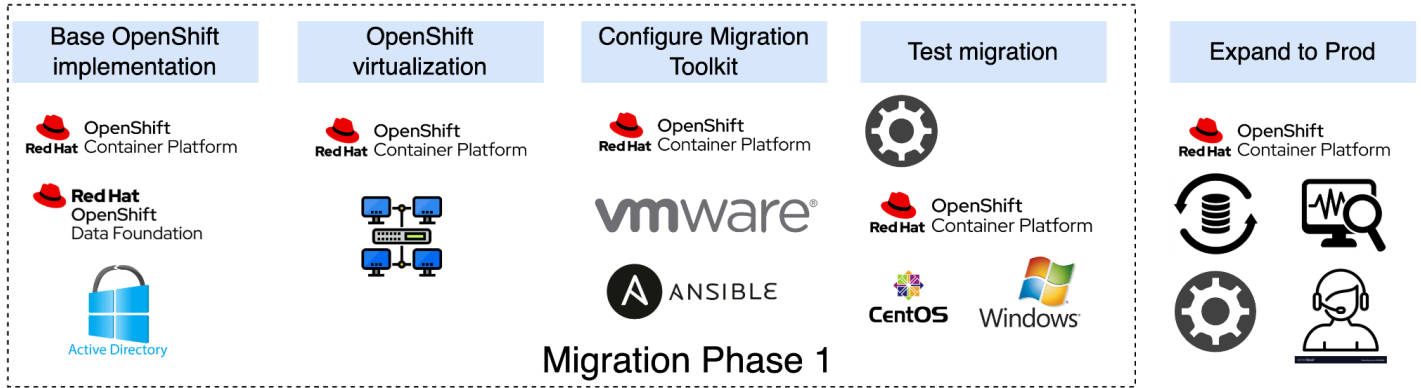 Base OpenShift
implementation
OpenShift
virtualization
Configure Migration
Toolkit
Test migration
Expand to Prod
Red Hat
OpenShift
Container Platform
Red Hat
OpenShift
Data Foundation
Active Directory
Red Hat
OpenShift
Container Platform
Red Hat
OpenShift
Container Platform
vmware®
ANSIBLE
Red Hat
OpenShift
Container Platform
CentOS
Windows
Red Hat
OpenShift
Container Platform
Migration Phase 1